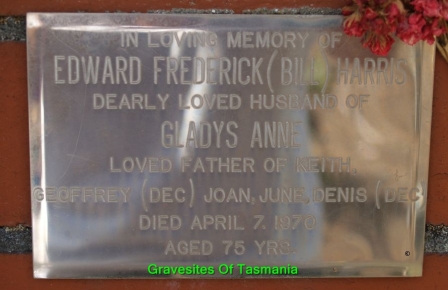 IN LOVING MEMORY OF
EDWARD FREDERICK (BILL) HARRIS
DEARLY LOVED HUSBAND OF
GLADYS ANNE
LOVED FATHER OF KEITH,
GEOFFREY (DEC) JOAN, JUNE, DENIS (DEC)
DIED APRIL 7, 1970
AGED 75 YRS.
Gravesites Of Tasmania